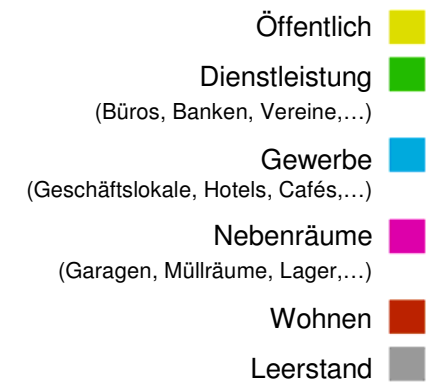 Öffentlich
Dienstleistung
(Büros, Banken, Vereine,…)
Gewerbe
(Geschäftslokale, Hotels, Cafés,…)
Nebenräume
(Garagen, Müllräume, Lager,…)
Wohnen
Leerstand